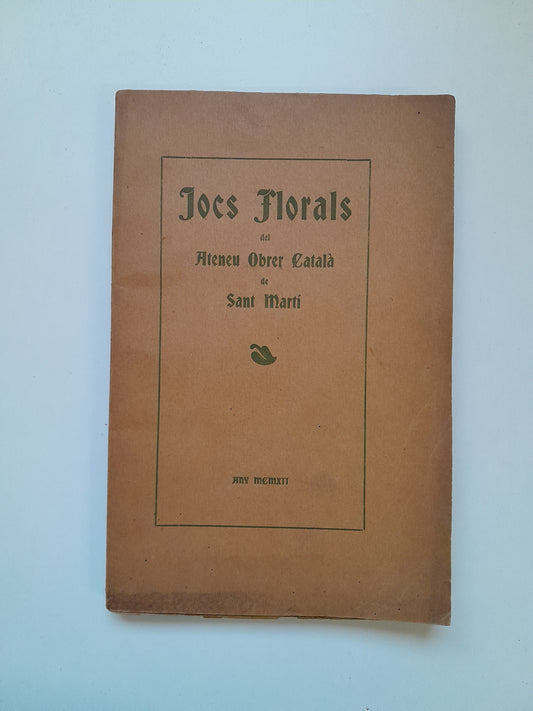 Jocs Florals
del
Ateneu Obrer Català
de
Sant Martí
ANY MCMXII